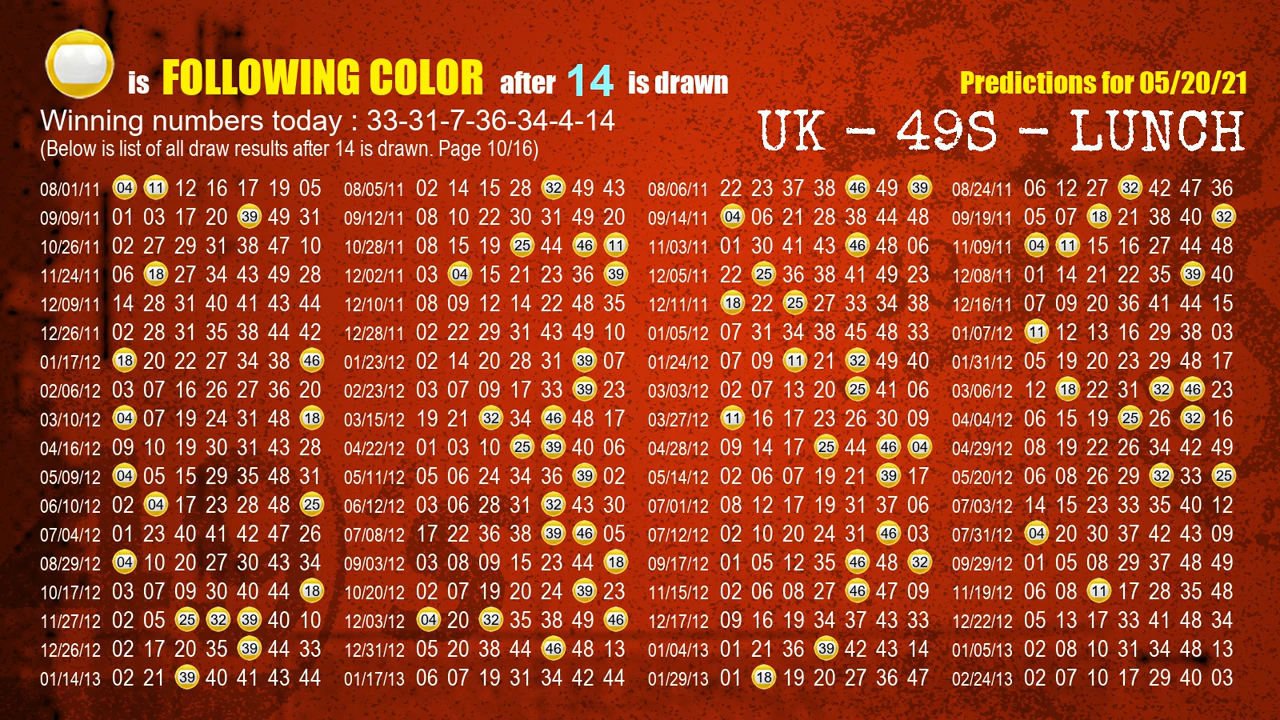 is FOLLOWING COLOR after 14 is drawn
Predictions for 05/20/21
Winning numbers today : 33-31-7-36-34-4-14
UK - 49S - LUNCH
(Below is list of all draw results after 14 is drawn. Page 10/16)
08/01/11 04 11 12 16 17 19 05 08/05/11 02 14 15 28 32 49 43 08/06/11 22 23 37 38 46 49 39 08/24/11 06 12 27 32 42 47 36
09/09/11 01 03 17 20 39 49 31 09/12/11 08 10 22 30 31 49 20 09/14/11 04 06 21 28 38 44 48 09/19/11 05 07 18 21 38 40 32
10/26/11 02 27 29 31 38 47 10 10/28/11 08 15 19 25 44 46 11 11/03/11 01 30 41 43 46 48 06 11/09/11 04 11 15 16 27 44 48
11/24/11 06 18 27 34 43 49 28 12/02/11 03 04 15 21 23 36 39 12/05/11 22 25 36 38 41 49 23 12/08/11 01 14 21 22 35 39 40
12/09/11 14 28 31 40 41 43 44 12/10/11 08 09 12 14 22 48 35 12/11/11 18 22 25 27 33 34 38 12/16/11 07 09 20 36 41 44 15
12/26/11 02 28 31 35 38 44 42 12/28/11 02 22 29 31 43 49 10 01/05/12 07 31 34 38 45 48 33 01/07/12 11 12 13 16 29 38 03
01/17/12 18 20 22 27 34 38 46 01/23/12 02 14 20 28 31 39 07 01/24/12 07 09 11 21 32 49 40 01/31/12 05 19 20 23 29 48 17
02/06/12 03 07 16 26 27 36 20 02/23/12 03 07 09 17 33 39 23 03/03/12 02 07 13 20 25 41 06 03/06/12 12 18 22 31 32 46 23
03/10/12 04 07 19 24 31 48 18 03/15/12 19 21 32 34 46 48 17 03/27/12 11 16 17 23 26 30 09 04/04/12 06 15 19 25 26 32 16
04/16/12 09 10 19 30 31 43 28 04/22/12 01 03 10 25 39 40 06 04/28/12 09 14 17 25 44 46 04 04/29/12 08 19 22 26 34 42 49
05/09/12 04 05 15 29 35 48 31 05/11/12 05 06 24 34 36 39 02 05/14/12 02 06 07 19 21 39 17 05/20/12 06 08 26 29 32 33 25
06/10/12 02 04 17 23 28 48 25 06/12/12 03 06 28 31 32 43 30 07/01/12 08 12 17 19 31 37 06 07/03/12 14 15 23 33 35 40 12
07/04/12 01 23 40 41 42 47 26 07/08/12 17 22 36 38 39 46 05 07/14/12 02 10 20 24 31 46 03 07/31/12 04 20 30 37 42 43 09
08/29/12 04 10 20 27 30 43 34 09/03/12 03 08 09 15 23 44 18 09/17/12 01 05 12 35 46 48 32 09/29/12 01 05 08 29 37 48 49
10/17/12 03 07 09 30 40 44 18 10/20/12 02 07 19 20 24 39 23 11/15/12 02 06 08 27 46 47 09 11/19/12 06 08 11 17 28 35 48
11/27/12 02 05 25 32 39 40 10 12/03/12 04 20 32 35 38 49 46 12/17/12 09 16 19 34 37 43 33 12/22/12 05 13 17 33 41 48 34
12/26/12 02 17 20 35 39 44 33 12/31/12 05 20 38 44 46 48 13 01/04/13 01 21 36 39 42 43 14 01/05/13 02 08 10 31 34 48 13
01/14/13 02 21 39 40 41 43 44 01/17/13 06 07 19 31 34 42 44 01/29/13 01 18 19 20 27 36 47 02/24/13 02 07 10 17 29 40 03